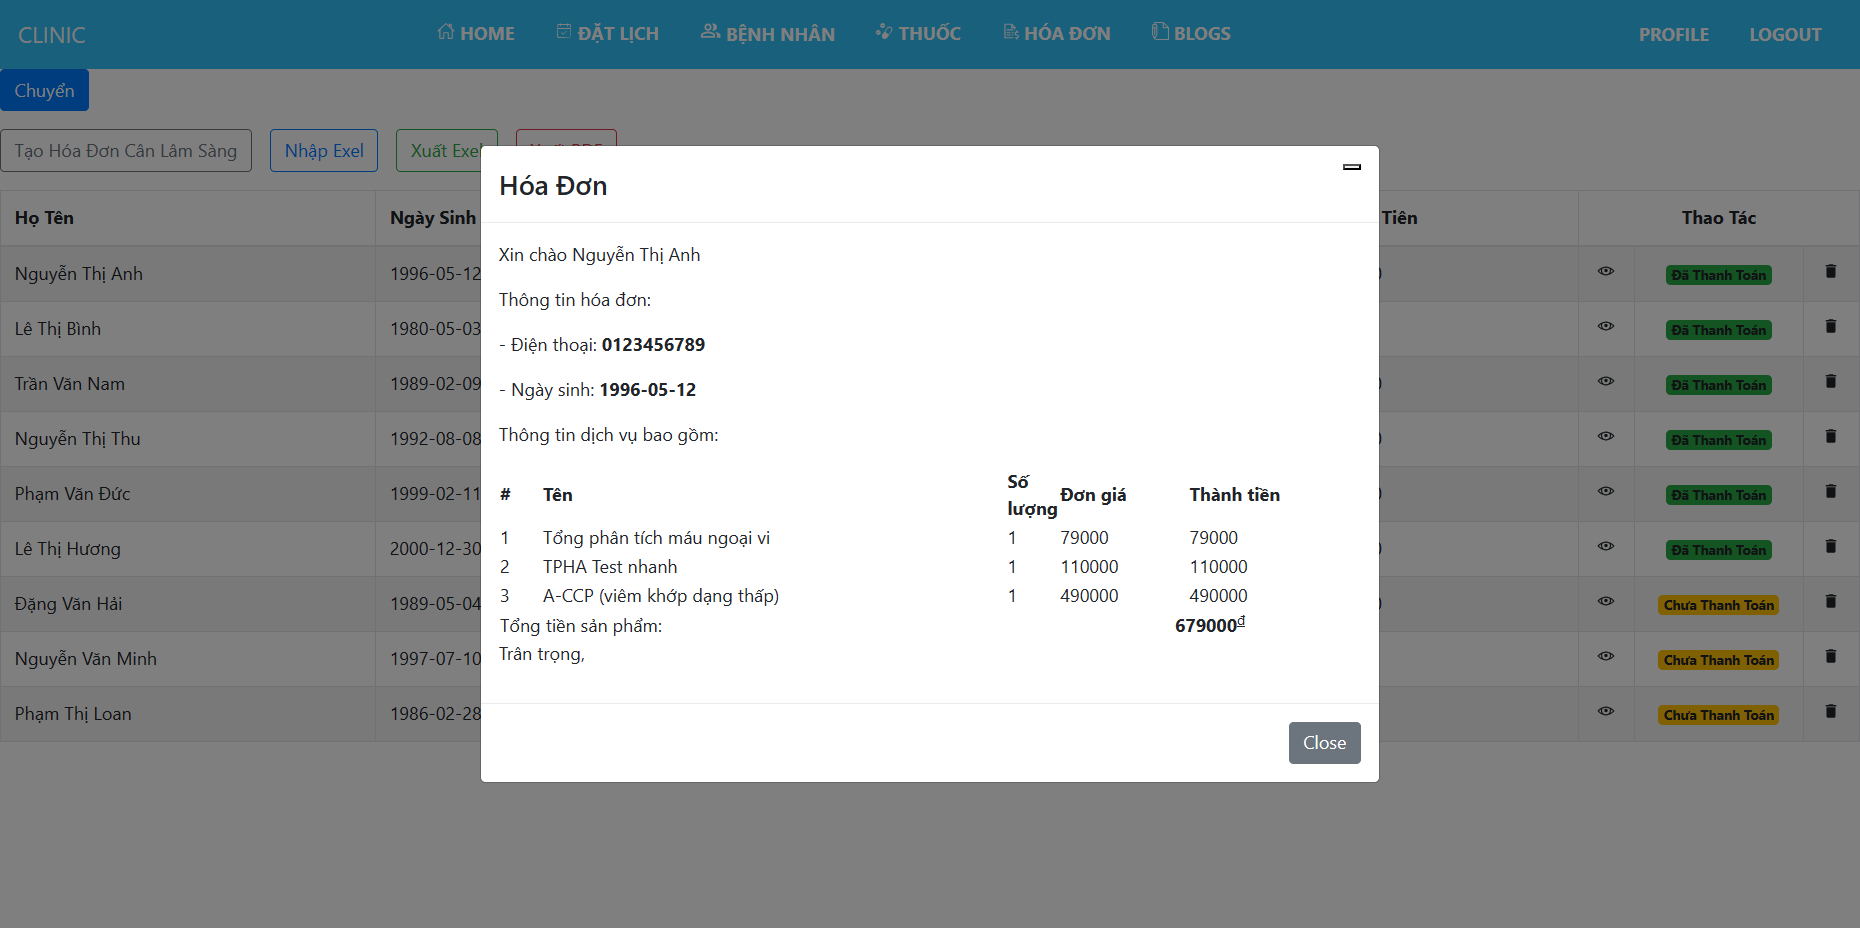 CLINIC HOME ĐẶT LỊCH BỆNH NHÂN THUỐC HÓA ĐƠN BLOGS PROFILE LOGOUT
Chuyển
Tạo Hóa Đơn Cân Lâm Sàng Nhập Exel Xuất Exel
Họ Tên Ngày Sinh Tiên Thao Tác
Nguyễn Thị Anh 1996-05-12 Đã Thanh Toán
Lê Thị Bình 1980-05-03 Đã Thanh Toán
Trần Văn Nam 1989-02-09 Đã Thanh Toán
Nguyễn Thị Thu 1992-08-08 Đã Thanh Toán
Phạm Văn Đức 1999-02-11 Đã Thanh Toán
Lê Thị Hương 2000-12-30 Đã Thanh Toán
Đặng Văn Hải 1989-05-04 Chưa Thanh Toán
Nguyễn Văn Minh 1997-07-10 Chưa Thanh Toán
Phạm Thị Loan 1986-02-28 Chưa Thanh Toán
Hóa Đơn
Xin chào Nguyễn Thị Anh
Thông tin hóa đơn:
- Điện thoại: 0123456789
- Ngày sinh: 1996-05-12
Thông tin dịch vụ bao gồm:
# Tên Số lượng Đơn giá Thành tiền
1 Tổng phân tích máu ngoại vi 1 79000 79000
2 TPHA Test nhanh 1 110000 110000
3 A-CCP (viêm khớp dạng thấp) 1 490000 490000
Tổng tiền sản phẩm: 679000đ
Trân trọng,
Close